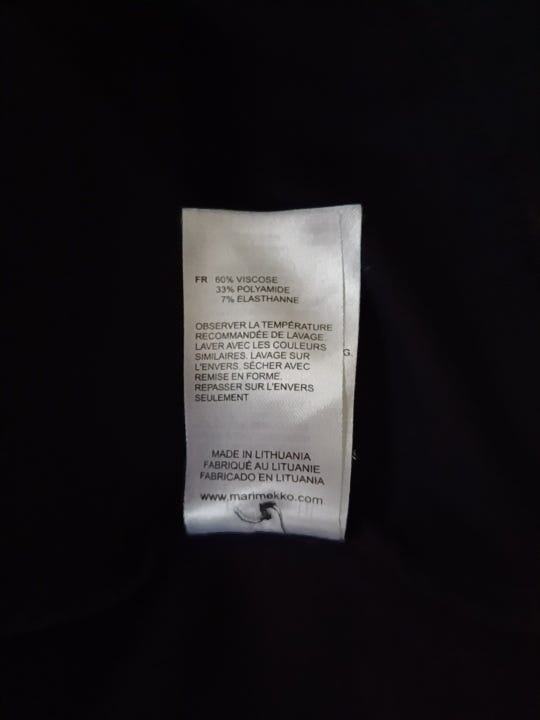 FR 60% VISCOSE
33% POLYAMIDE
7% ÉLASTHANNE
OBSERVER LA TEMPÉRATURE
RECOMMANDÉE DE LAVAGE.
LAVER AVEC LES COULEURS
SIMILAIRES. LAVAGE SUR
L'ENVERS. SÉCHER AVEC
REMISE EN FORME.
REPASSER SUR L'ENVERS
SEULEMENT
G.
MADE IN LITHUANIA
FABRIQUÉ AU LITUANIE
FABRICADO EN LITUANIA
www.marimekko.com